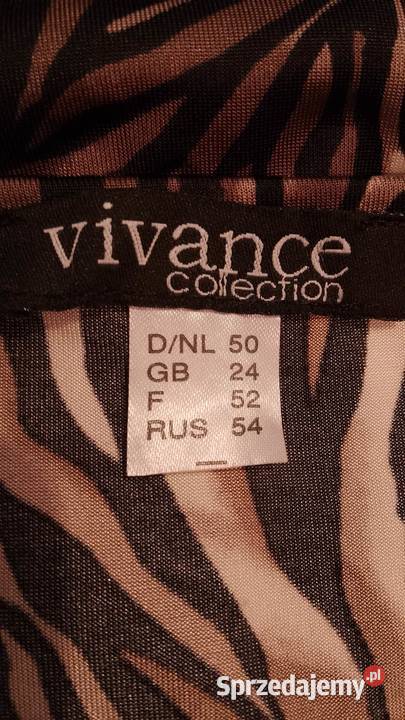 vivance
collection
D/NL 50
GB 24
F 52
RUS 54
Sprzedajemy.pl